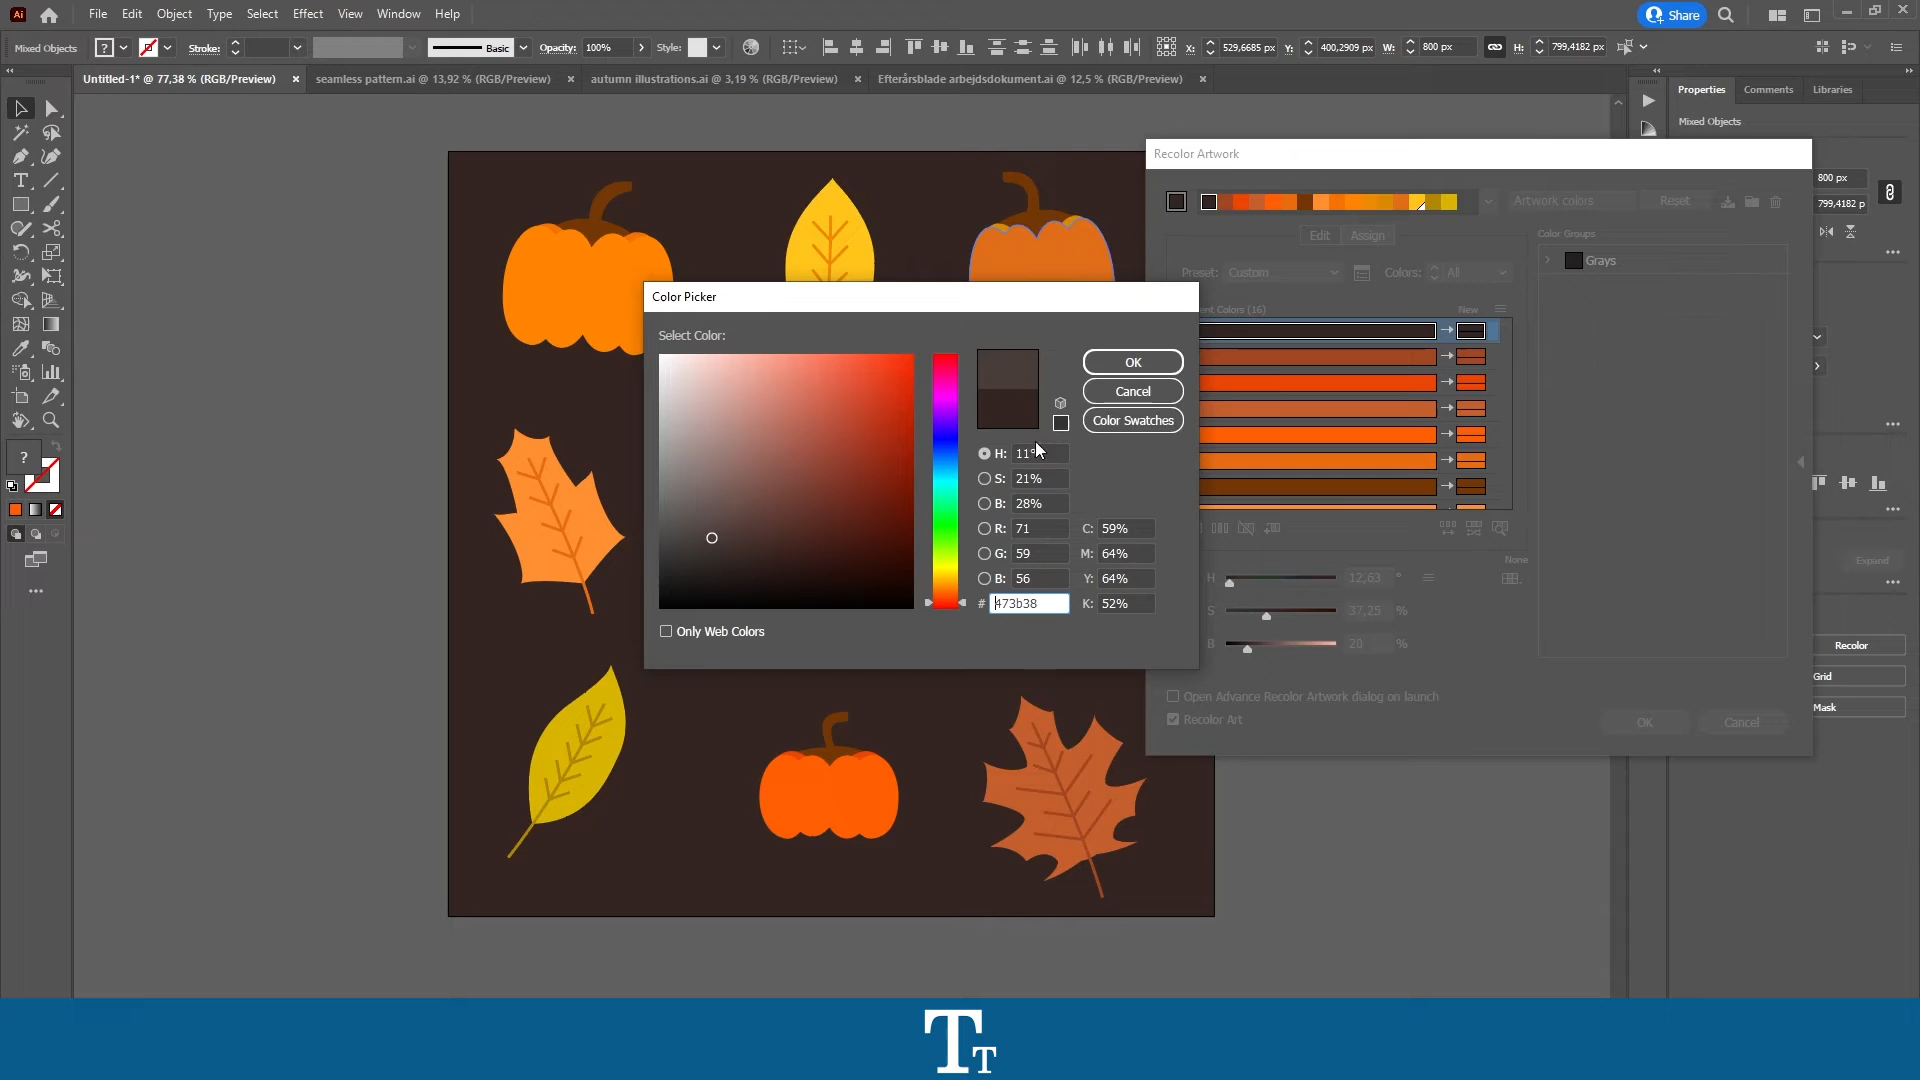 Ai File Edit Object Type Select Effect View Window Help Share
Mixed Objects ? Stroke: Basic Opacity: 100% Style: X: 529,6685 px Y: 400,2909 px W: 800 px H: 799,4182 px
Untitled-1* @ 77,38 % (RGB/Preview) × seamless pattern.ai @ 13,92 % (RGB/Preview) × autumn illustrations.ai @ 3,19 % (RGB/Preview) × Efterårsblade arbejdsdokument.ai @ 12,5 % (RGB/Preview) ×
Properties Comments Libraries
Mixed Objects
Recolor Artwork
800 px
Artwork colors Reset
799,4182 p
Edit Assign
Color Groups
Grays
Preset: Custom Colors: All
Color Picker
New
Select Color:
OK
Cancel
Color Swatches
H: 11°
S: 21%
B: 28%
R: 71 C: 59%
G: 59 M: 64%
B: 56 Y: 64%
# 473b38 K: 52%
Only Web Colors
None
Expand
H 12,63 °
S 37,25 %
B 20 %
Recolor
Grid
Mask
Open Advance Recolor Artwork dialog on launch
Recolor Art
OK Cancel
?
TT